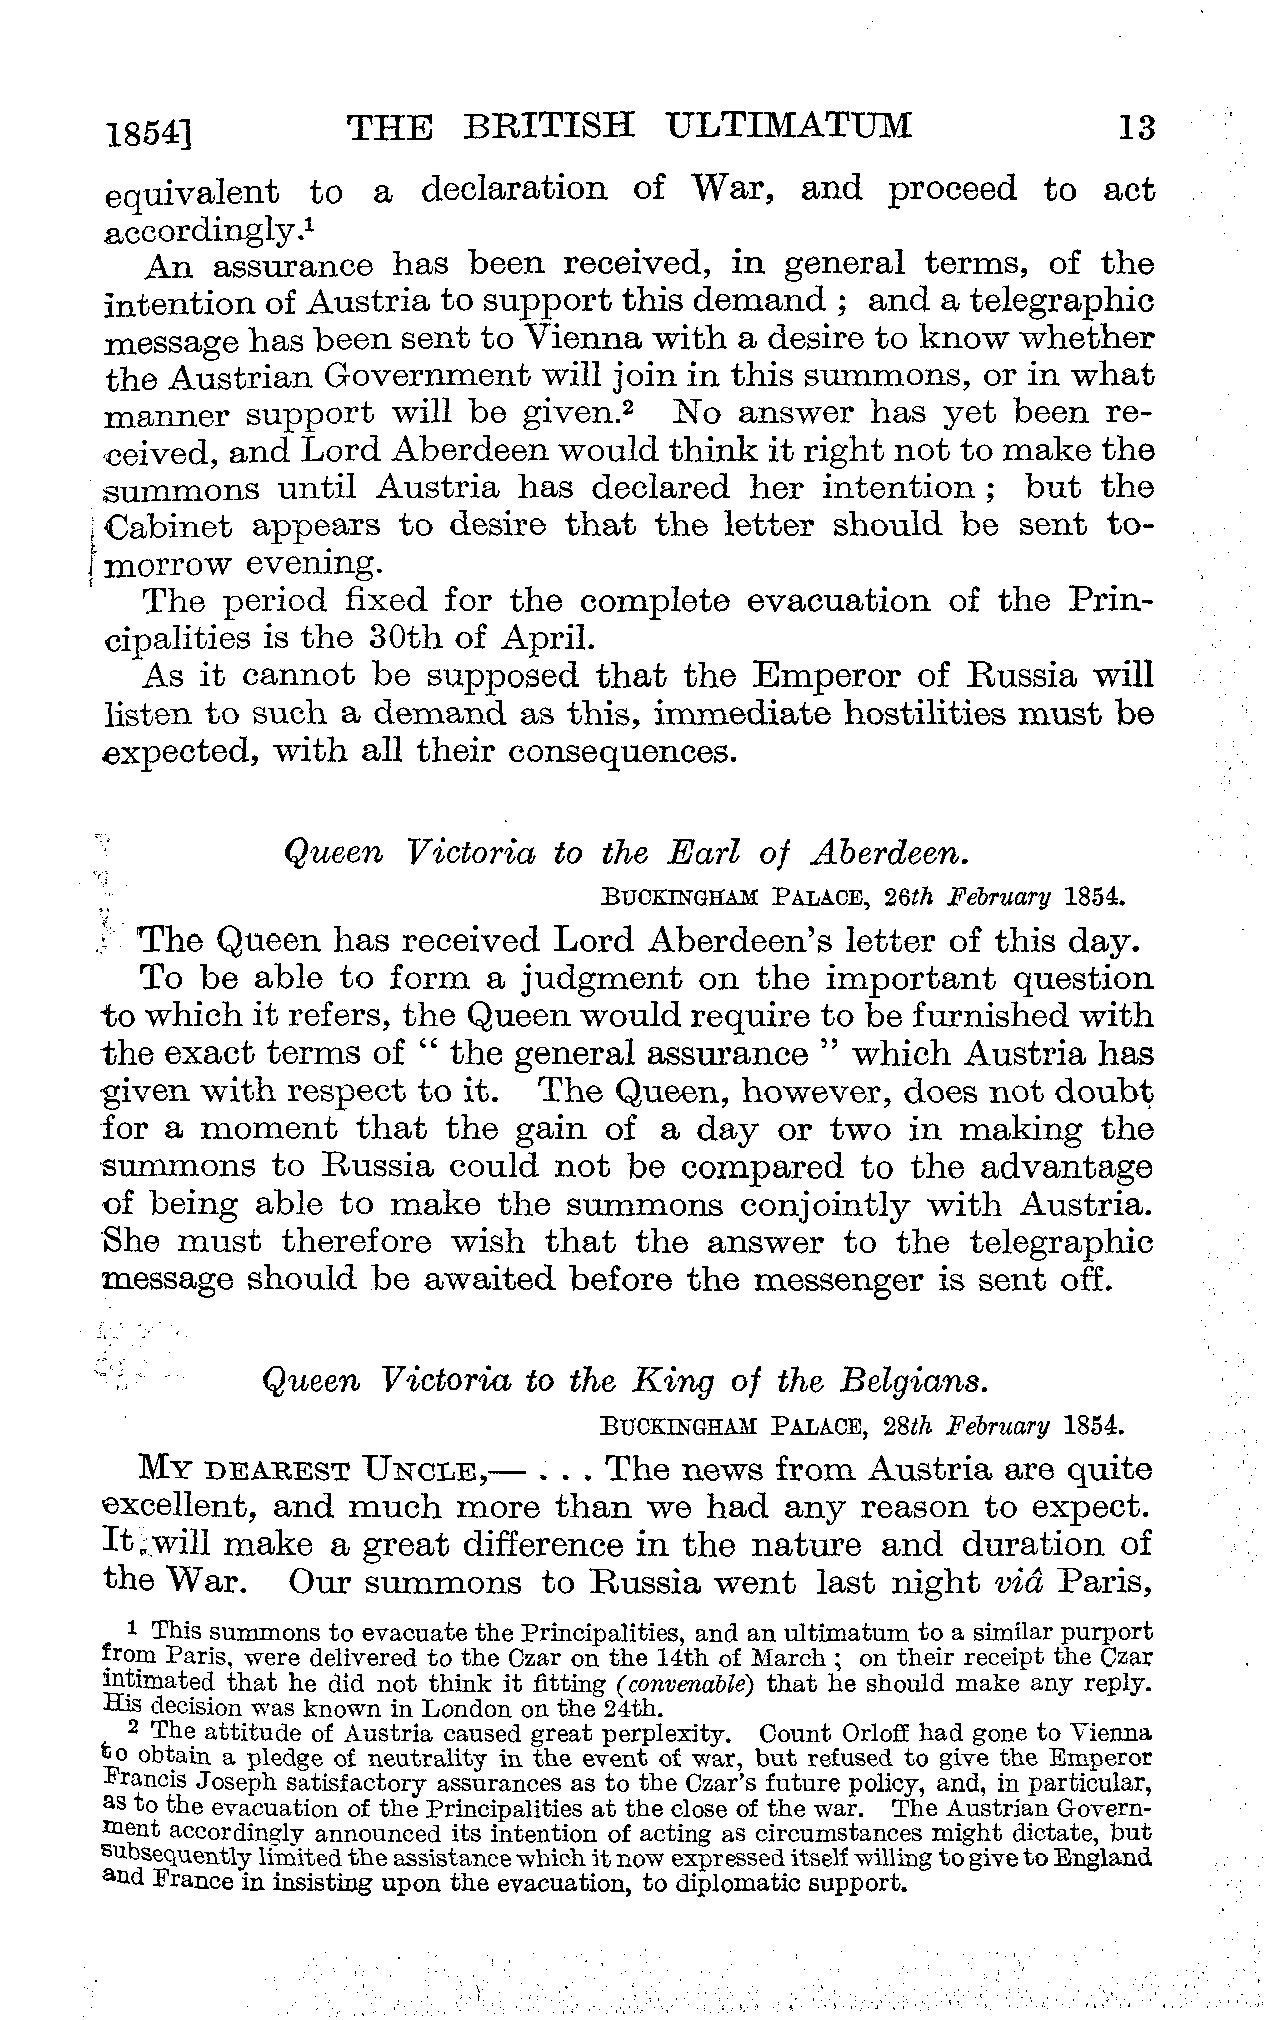 1854] THE BRITISH ULTIMATUM 13
equivalent to a declaration of War, and proceed to act
accordingly.¹
An assurance has been received, in general terms, of the
intention of Austria to support this demand ; and a telegraphic
message has been sent to Vienna with a desire to know whether
the Austrian Government will join in this summons, or in what
manner support will be given.² No answer has yet been re-
ceived, and Lord Aberdeen would think it right not to make the
summons until Austria has declared her intention ; but the
Cabinet appears to desire that the letter should be sent to-
morrow evening.
The period fixed for the complete evacuation of the Prin-
cipalities is the 30th of April.
As it cannot be supposed that the Emperor of Russia will
listen to such a demand as this, immediate hostilities must be
expected, with all their consequences.
Queen Victoria to the Earl of Aberdeen.
BUCKINGHAM PALACE, 26th February 1854.
The Queen has received Lord Aberdeen's letter of this day.
To be able to form a judgment on the important question
to which it refers, the Queen would require to be furnished with
the exact terms of “ the general assurance ” which Austria has
given with respect to it. The Queen, however, does not doubt
for a moment that the gain of a day or two in making the
summons to Russia could not be compared to the advantage
of being able to make the summons conjointly with Austria.
She must therefore wish that the answer to the telegraphic
message should be awaited before the messenger is sent off.
Queen Victoria to the King of the Belgians.
BUCKINGHAM PALACE, 28th February 1854.
MY DEAREST UNCLE,— . . . The news from Austria are quite
excellent, and much more than we had any reason to expect.
It will make a great difference in the nature and duration of
the War. Our summons to Russia went last night viâ Paris,
¹ This summons to evacuate the Principalities, and an ultimatum to a similar purport
from Paris, were delivered to the Czar on the 14th of March ; on their receipt the Czar
intimated that he did not think it fitting (convenable) that he should make any reply.
His decision was known in London on the 24th.
² The attitude of Austria caused great perplexity. Count Orloff had gone to Vienna
to obtain a pledge of neutrality in the event of war, but refused to give the Emperor
Francis Joseph satisfactory assurances as to the Czar's future policy, and, in particular,
as to the evacuation of the Principalities at the close of the war. The Austrian Govern-
ment accordingly announced its intention of acting as circumstances might dictate, but
subsequently limited the assistance which it now expressed itself willing to give to England
and France in insisting upon the evacuation, to diplomatic support.